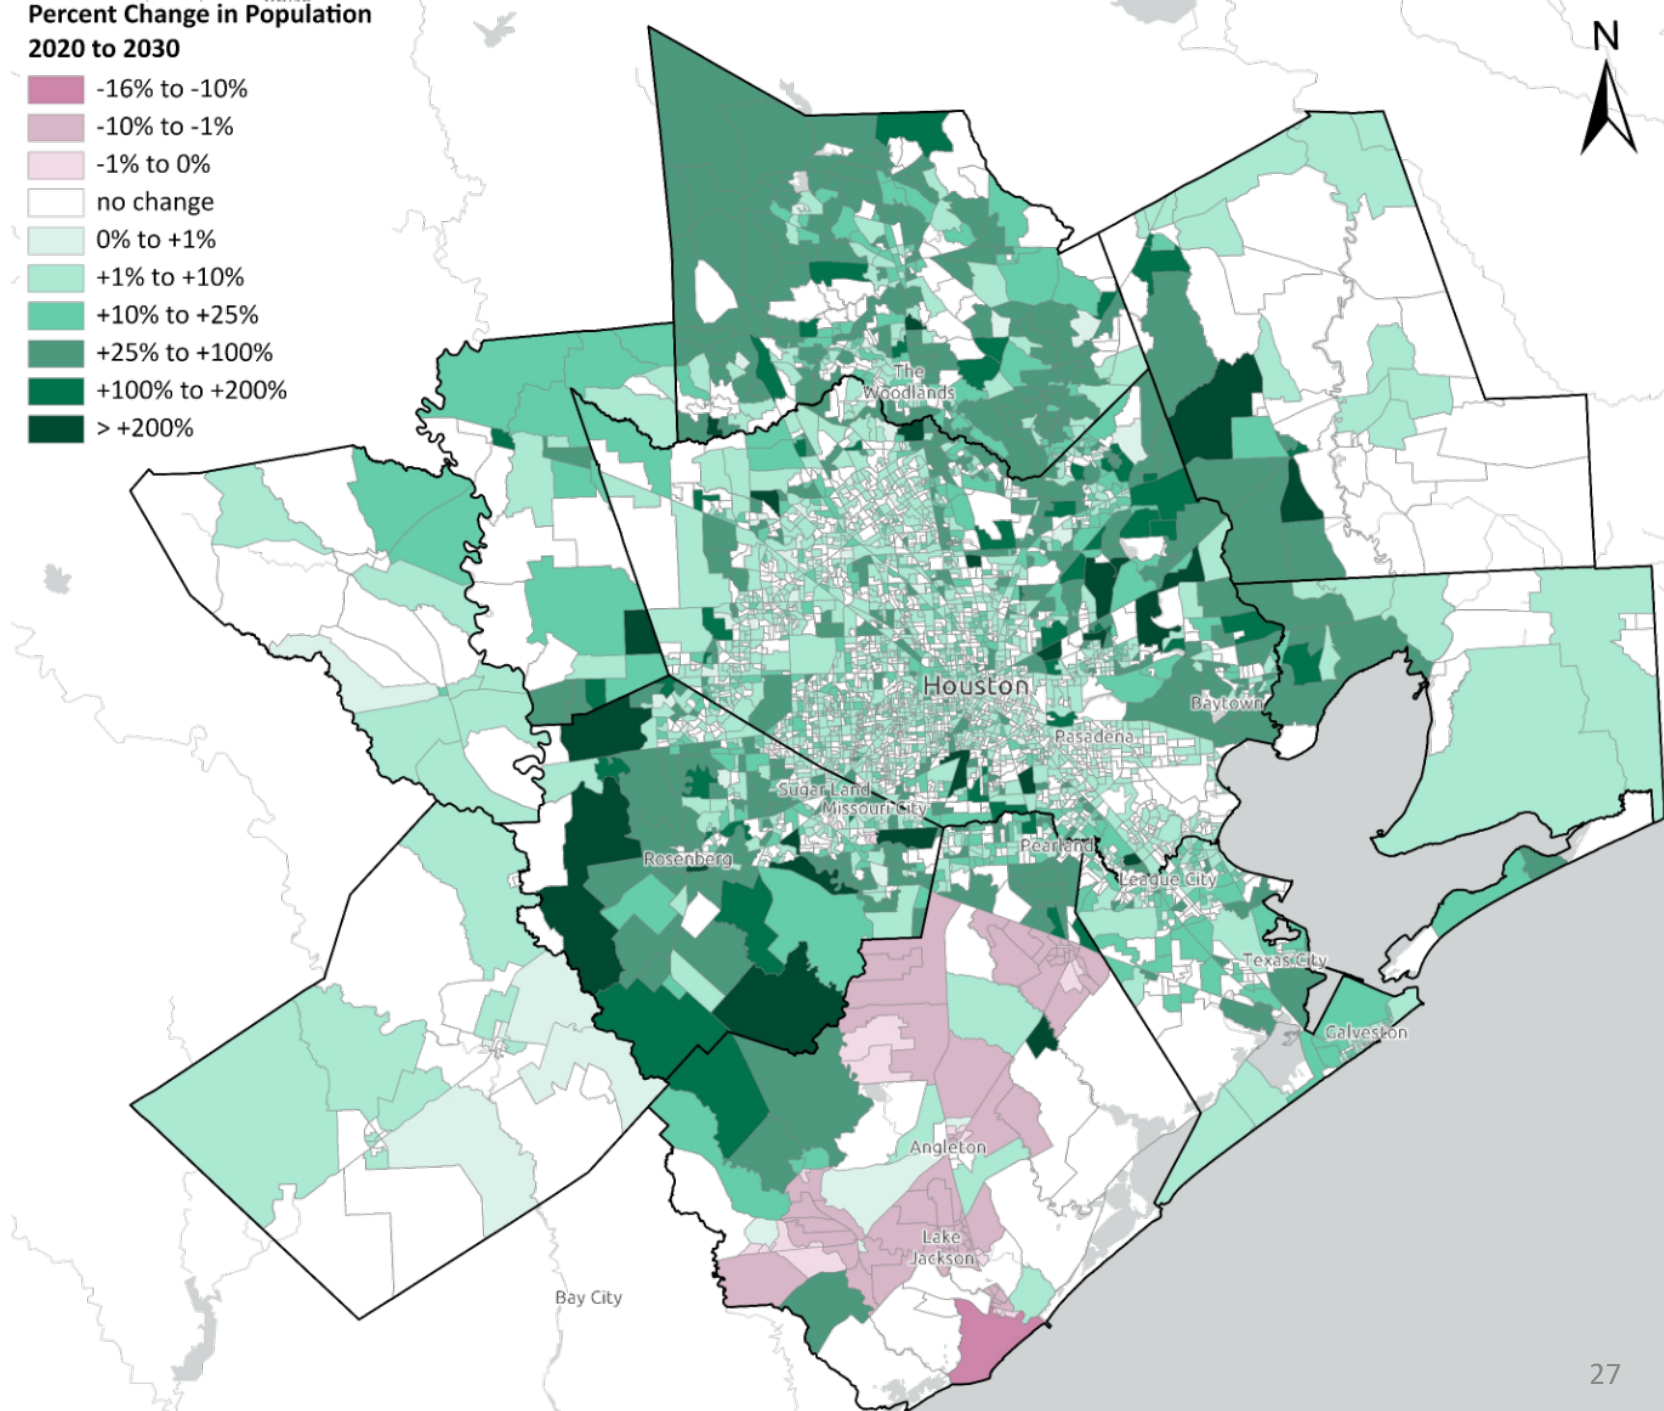 Percent Change in Population
2020 to 2030
-16% to -10%
-10% to -1%
-1% to 0%
no change
0% to +1%
+1% to +10%
+10% to +25%
+25% to +100%
+100% to +200%
> +200%
N
The
Woodlands
Houston
Baytown
Pasadena
Sugar Land
Missouri City
Pearland
Rosenberg
League City
Texas City
Galveston
Angleton
Lake
Jackson
Bay City
27